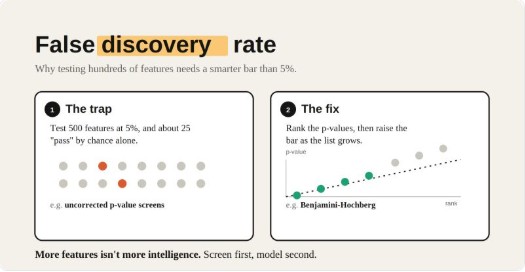 False discovery rate
Why testing hundreds of features needs a smarter bar than 5%.
1 The trap
Test 500 features at 5%, and about 25
"pass" by chance alone.
e.g. uncorrected p-value screens
2 The fix
Rank the p-values, then raise the
bar as the list grows.
p-value
e.g. Benjamini-Hochberg
rank
More features isn't more intelligence. Screen first, model second.